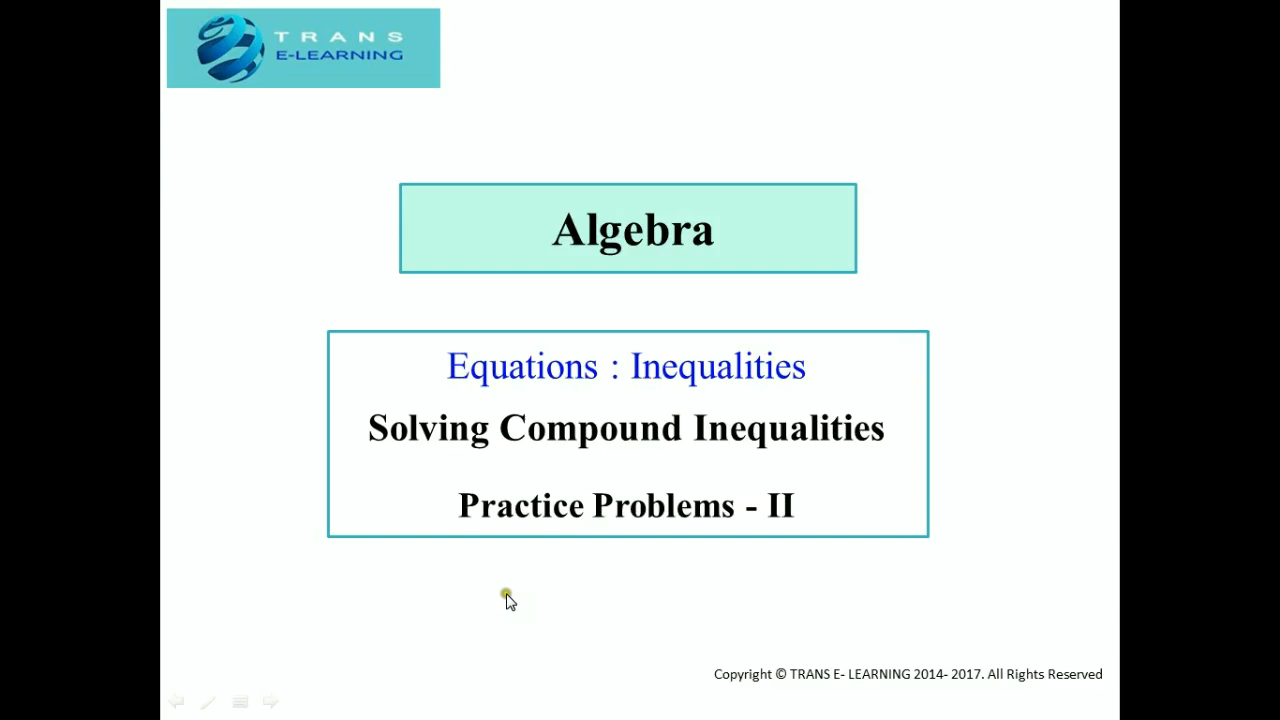 TRANS
E-LEARNING
Algebra
Equations : Inequalities
Solving Compound Inequalities
Practice Problems - II
Copyright © TRANS E- LEARNING 2014- 2017. All Rights Reserved